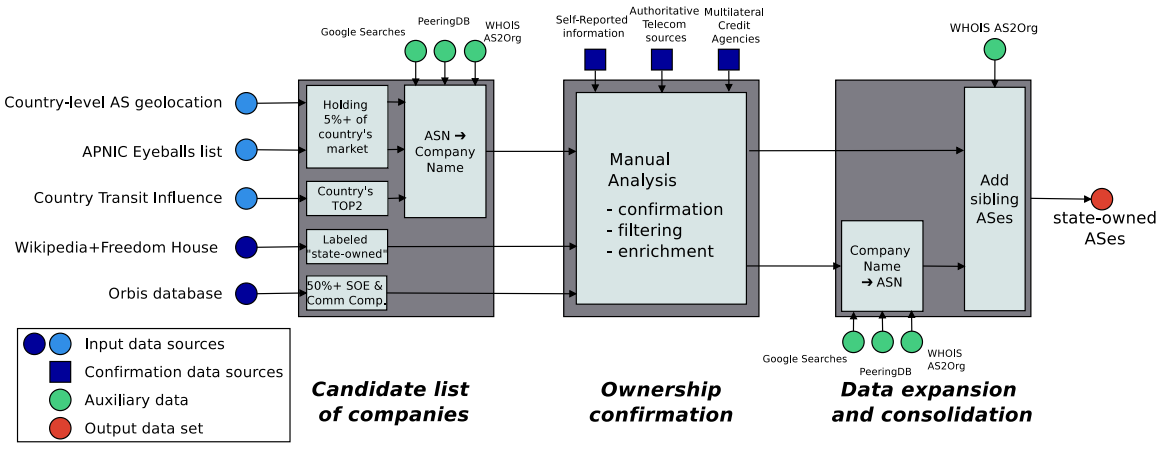 Google Searches
PeeringDB
WHOIS
AS2Org
Self-Reported
information
Authoritative
Telecom
sources
Multilateral
Credit
Agencies
WHOIS AS2Org
Country-level AS geolocation
APNIC Eyeballs list
Country Transit Influence
Wikipedia+Freedom House
Orbis database
Holding
5%+ of
country's
market
Country's
TOP2
Labeled
"state-owned"
50%+ SOE &
Comm Comp.
ASN ➔
Company
Name
Manual
Analysis
- confirmation
- filtering
- enrichment
Company
Name
➔ ASN
Add
sibling
ASes
state-owned
ASes
Google Searches
PeeringDB
WHOIS
AS2Org
Input data sources
Confirmation data sources
Auxiliary data
Output data set
Candidate list
of companies
Ownership
confirmation
Data expansion
and consolidation